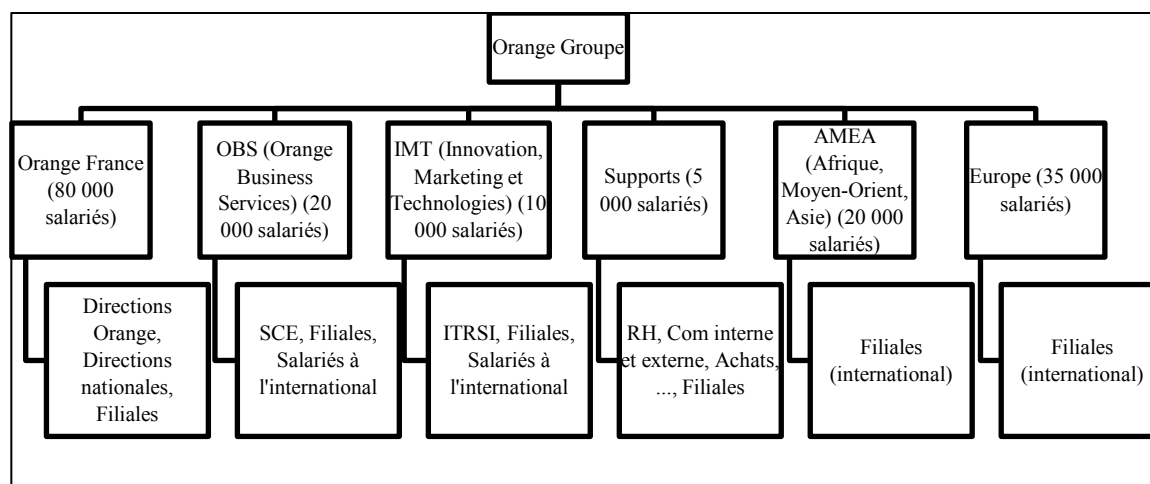 Orange Groupe
Orange France
(80 000
salariés)
OBS (Orange
Business
Services) (20
000 salariés)
IMT (Innovation,
Marketing et
Technologies) (10
000 salariés)
Supports (5
000 salariés)
AMEA
(Afrique,
Moyen-Orient,
Asie) (20 000
salariés)
Europe (35 000
salariés)
Directions
Orange,
Directions
nationales,
Filiales
SCE, Filiales,
Salariés à
l'international
ITRSI, Filiales,
Salariés à
l'international
RH, Com interne
et externe, Achats,
..., Filiales
Filiales
(international)
Filiales
(international)